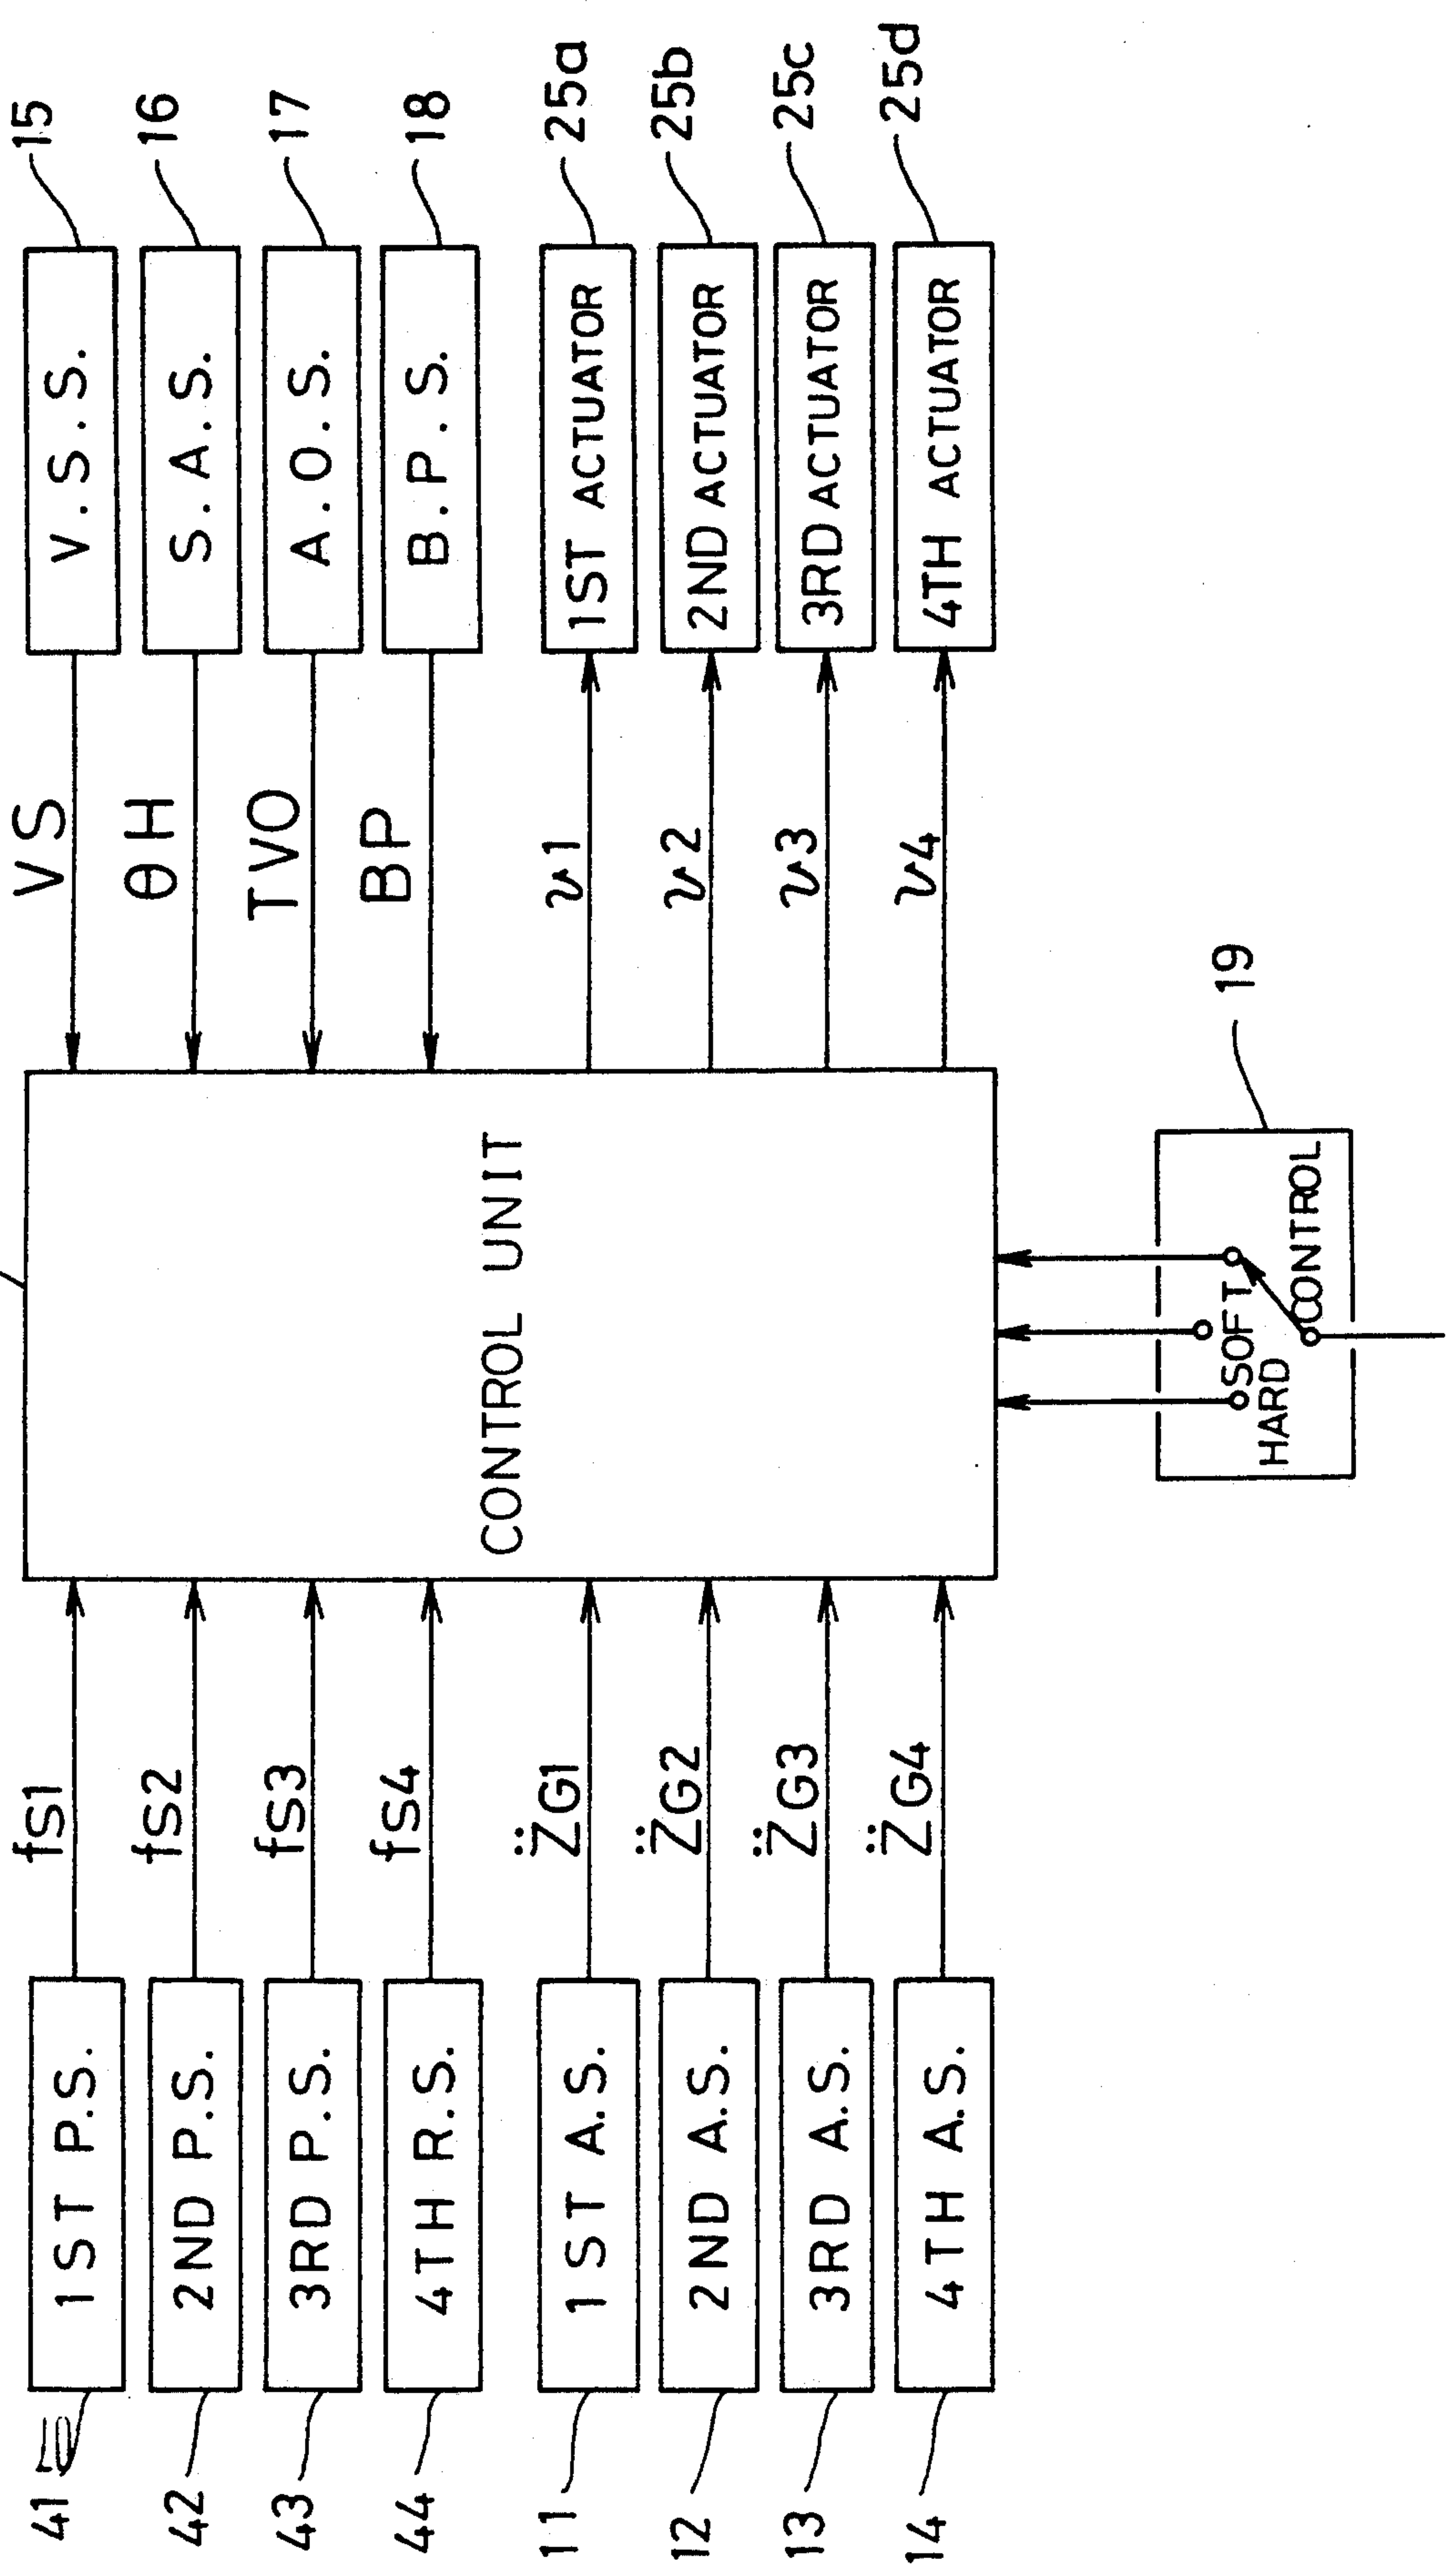 41
1ST P.S.
fS1
42
2ND P.S.
fS2
43
3RD P.S.
fS3
44
4TH R.S.
fS4
11
1ST A.S.
Z̈G1
12
2ND A.S.
Z̈G2
13
3RD A.S.
Z̈G3
14
4TH A.S.
Z̈G4
CONTROL UNIT
VS
V.S.S.
15
θH
S.A.S.
16
TVO
A.O.S.
17
BP
B.P.S.
18
v1
1ST ACTUATOR
25a
v2
2ND ACTUATOR
25b
v3
3RD ACTUATOR
25c
v4
4TH ACTUATOR
25d
SOFT
HARD
CONTROL
19